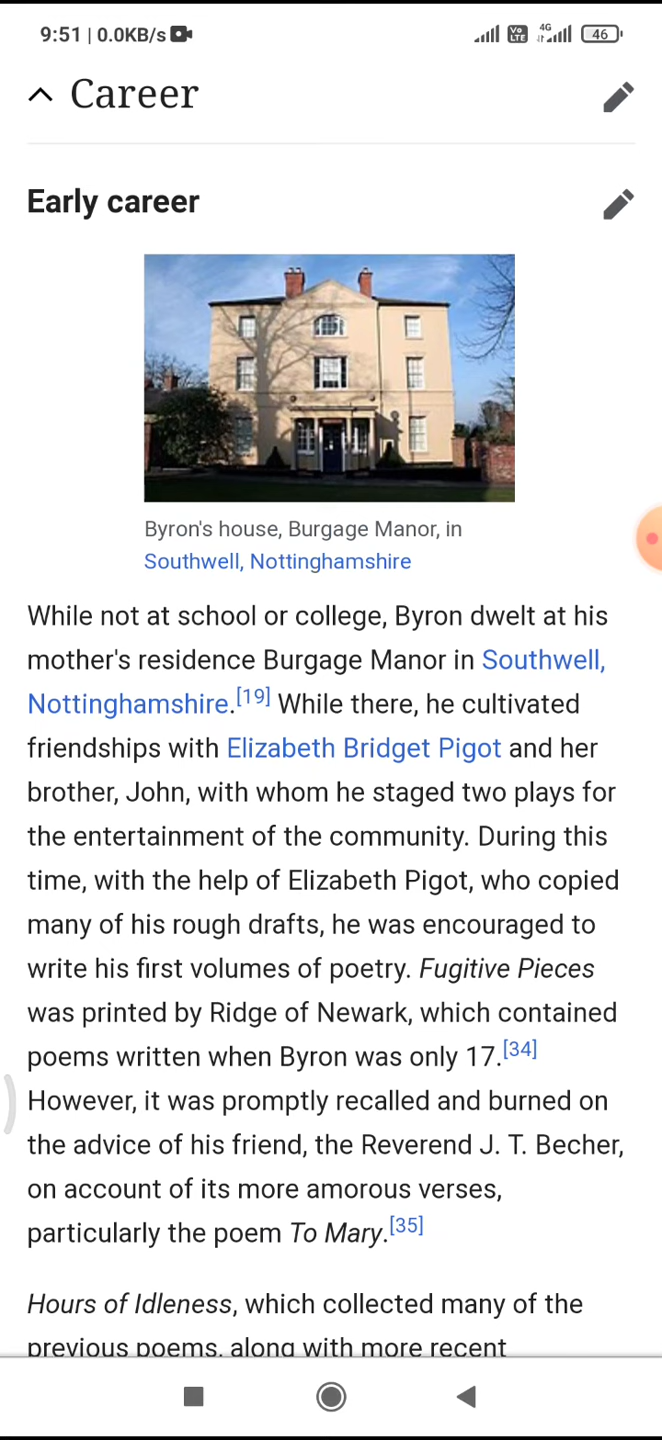 9:51 | 0.0KB/s
Vo LTE 4G 46
Career
Early career
Byron's house, Burgage Manor, in
Southwell, Nottinghamshire
While not at school or college, Byron dwelt at his
mother's residence Burgage Manor in Southwell,
Nottinghamshire.[19] While there, he cultivated
friendships with Elizabeth Bridget Pigot and her
brother, John, with whom he staged two plays for
the entertainment of the community. During this
time, with the help of Elizabeth Pigot, who copied
many of his rough drafts, he was encouraged to
write his first volumes of poetry. Fugitive Pieces
was printed by Ridge of Newark, which contained
poems written when Byron was only 17.[34]
However, it was promptly recalled and burned on
the advice of his friend, the Reverend J. T. Becher,
on account of its more amorous verses,
particularly the poem To Mary.[35]
Hours of Idleness, which collected many of the
previous poems, along with more recent